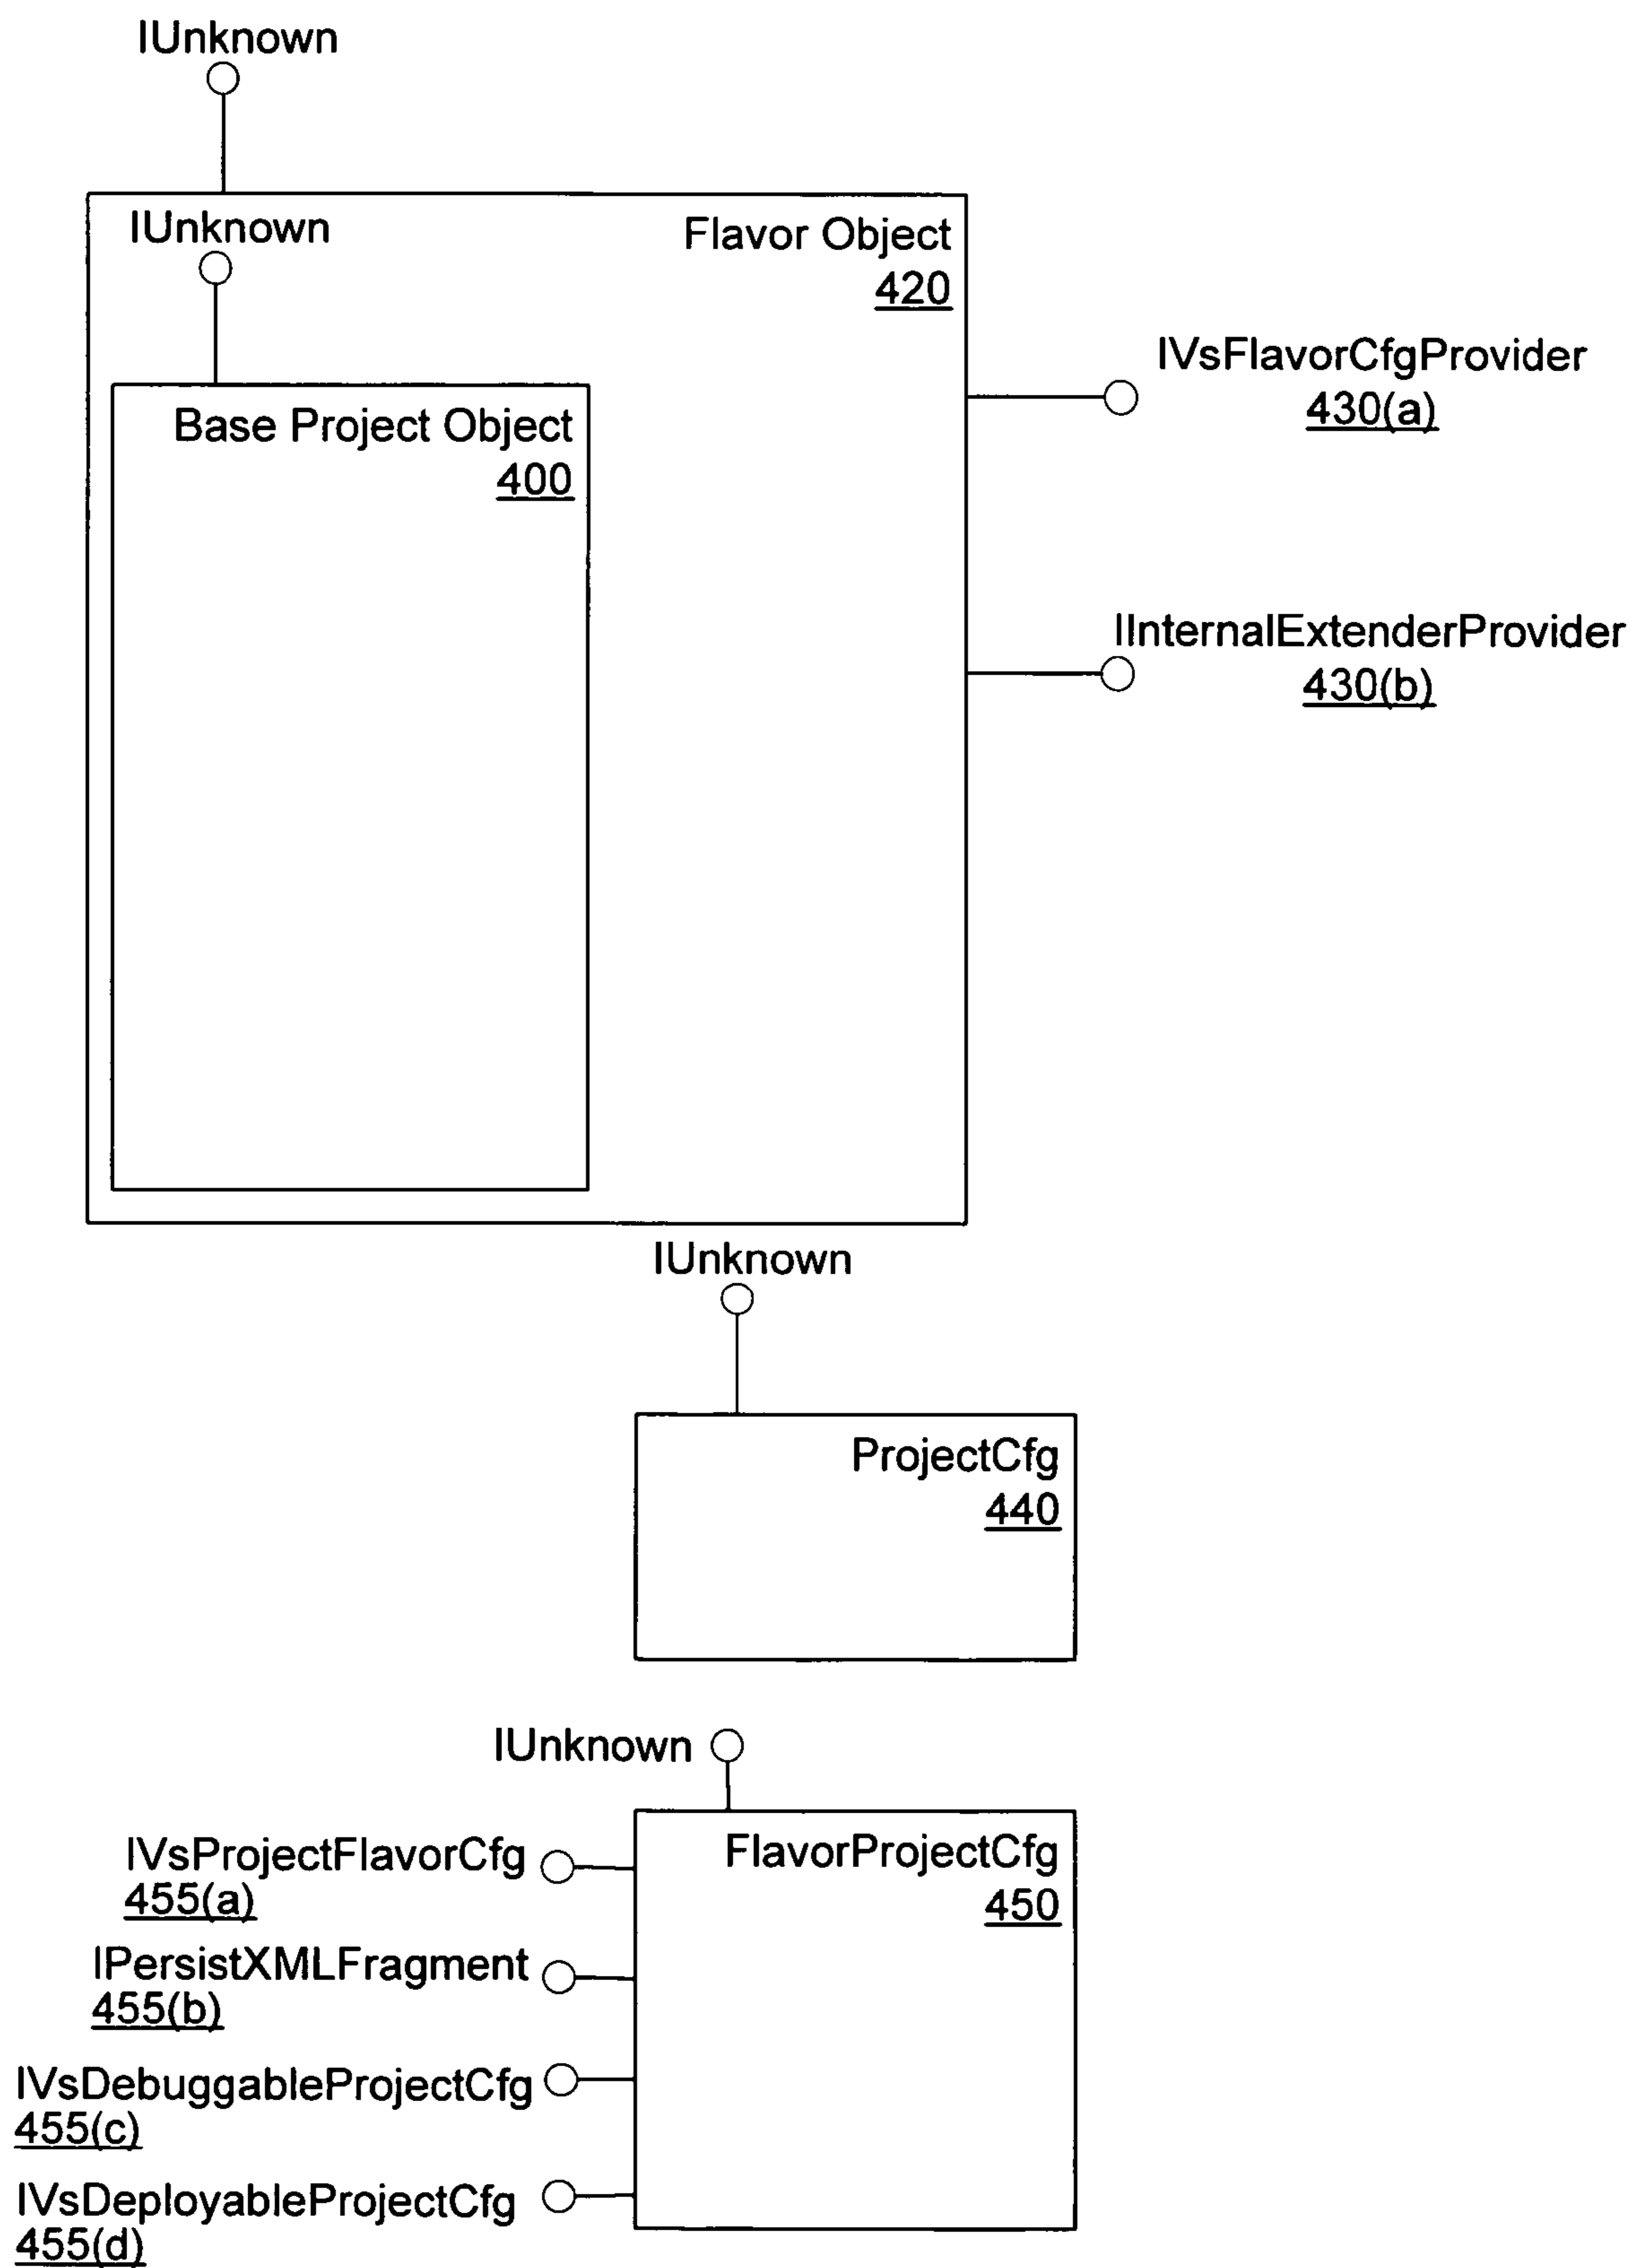 IUnknown
IUnknown
Flavor Object
420
Base Project Object
400
IVsFlavorCfgProvider
430(a)
IInternalExtenderProvider
430(b)
IUnknown
ProjectCfg
440
IUnknown
FlavorProjectCfg
450
IVsProjectFlavorCfg
455(a)
IPersistXMLFragment
455(b)
IVsDebuggableProjectCfg
455(c)
IVsDeployableProjectCfg
455(d)